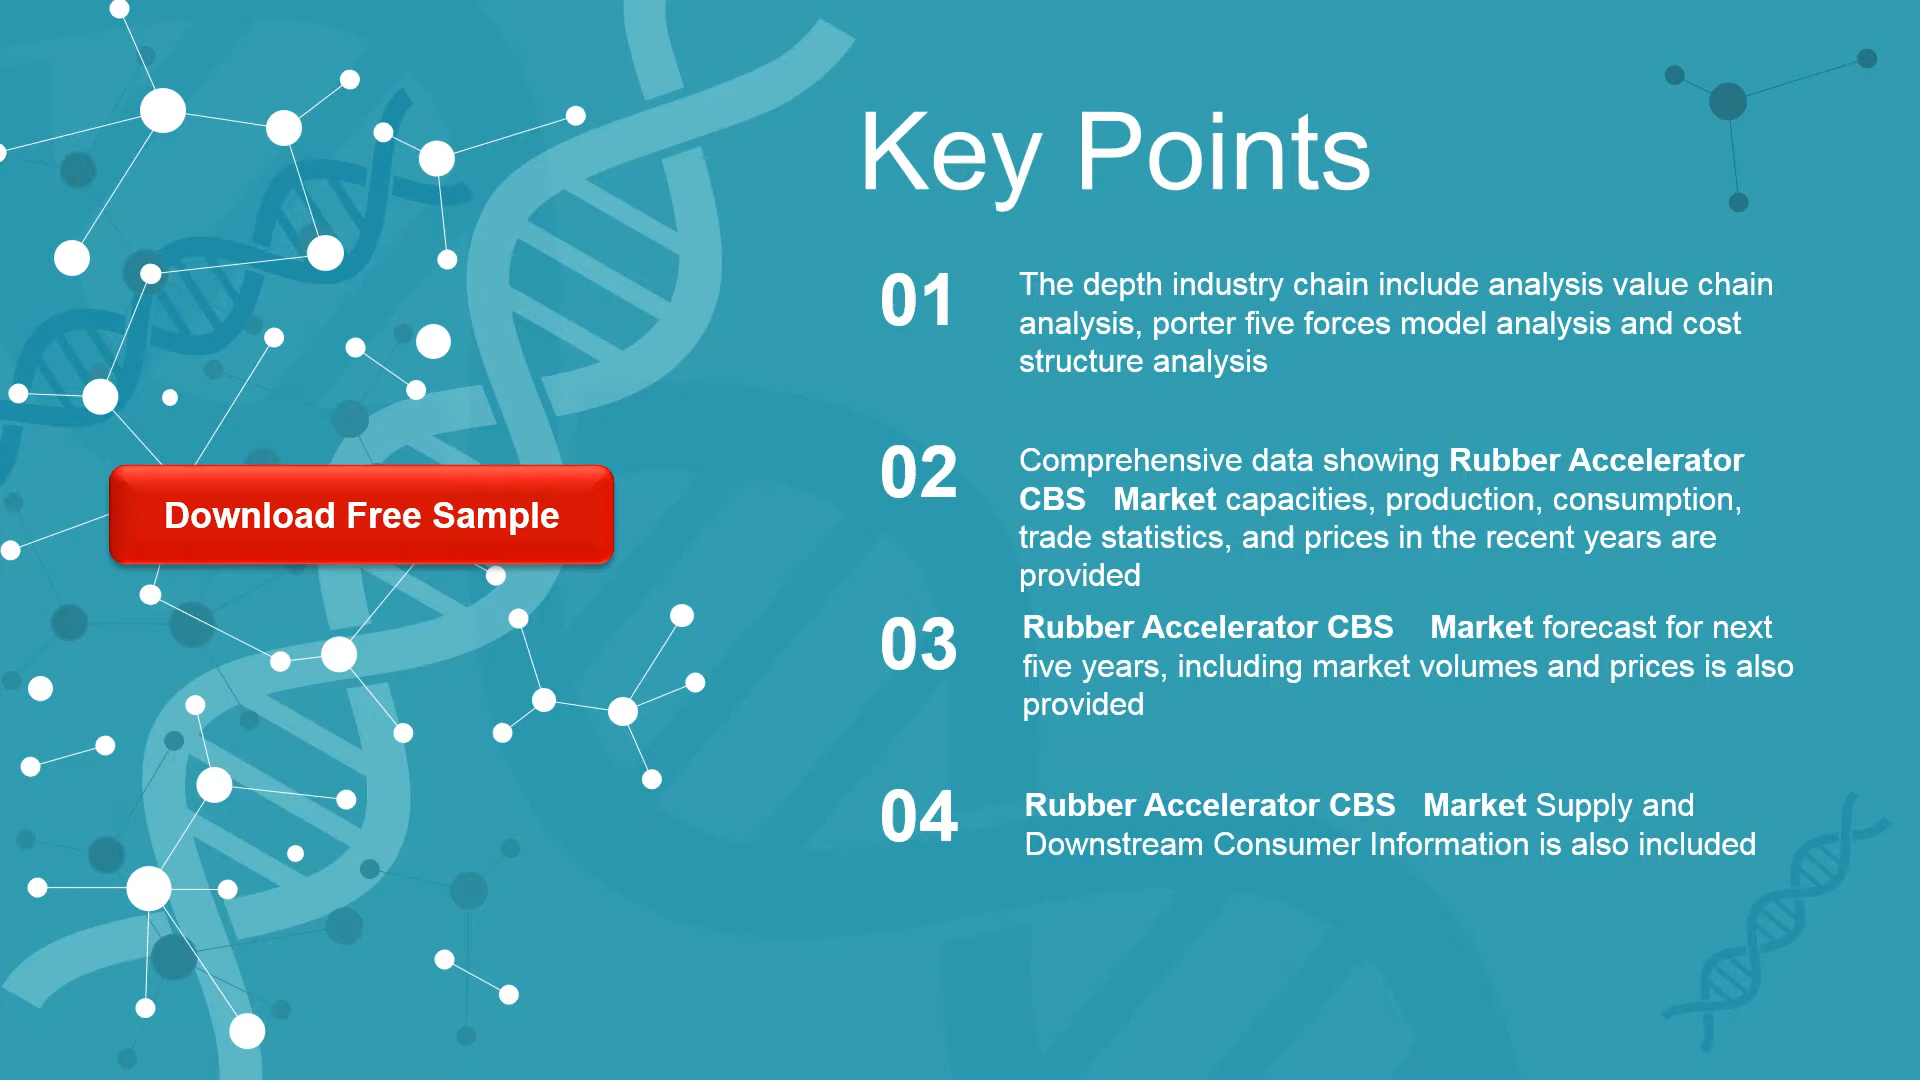 Key Points
01
The depth industry chain include analysis value chain
analysis, porter five forces model analysis and cost
structure analysis
02
Comprehensive data showing Rubber Accelerator
CBS Market capacities, production, consumption,
trade statistics, and prices in the recent years are
provided
Download Free Sample
03
Rubber Accelerator CBS Market forecast for next
five years, including market volumes and prices is also
provided
04
Rubber Accelerator CBS Market Supply and
Downstream Consumer Information is also included